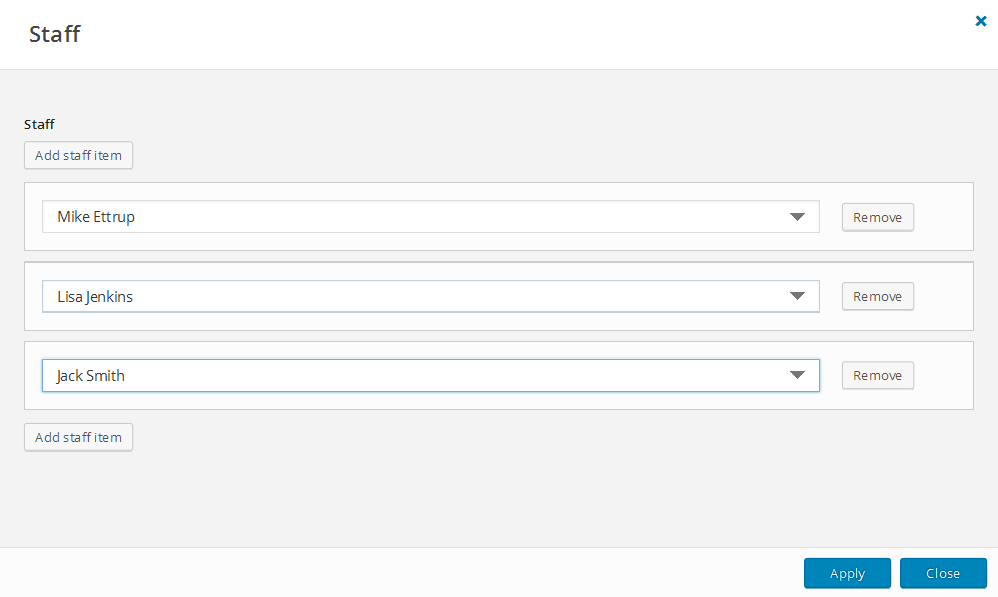 Staff
Staff
Add staff item
Mike Ettrup
Remove
Lisa Jenkins
Remove
Jack Smith
Remove
Add staff item
Apply
Close